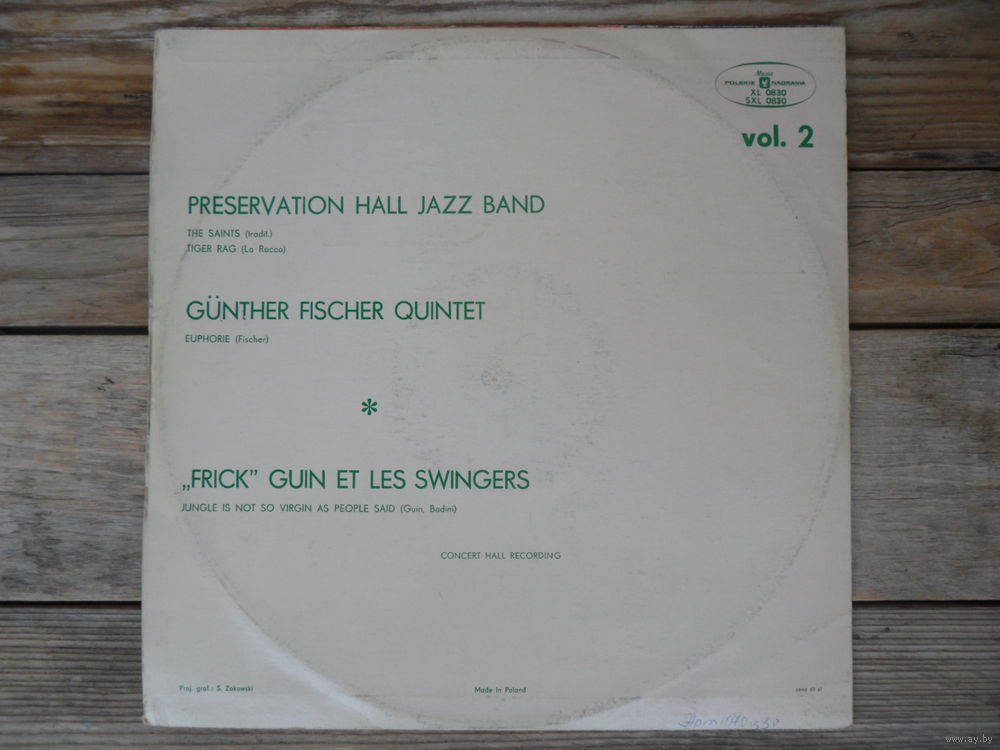 Muza
POLSKIE NAGRANIA
XL 0830
SXL 0830
vol. 2
PRESERVATION HALL JAZZ BAND
THE SAINTS (tradit.)
TIGER RAG (La Rocca)
GÜNTHER FISCHER QUINTET
EUPHORIE (Fischer)
*
„FRICK” GUIN ET LES SWINGERS
JUNGLE IS NOT SO VIRGIN AS PEOPLE SAID (Guin, Badini)
CONCERT HALL RECORDING
Proj. graf.: S. Zakowski
Made in Poland
www.ay.by